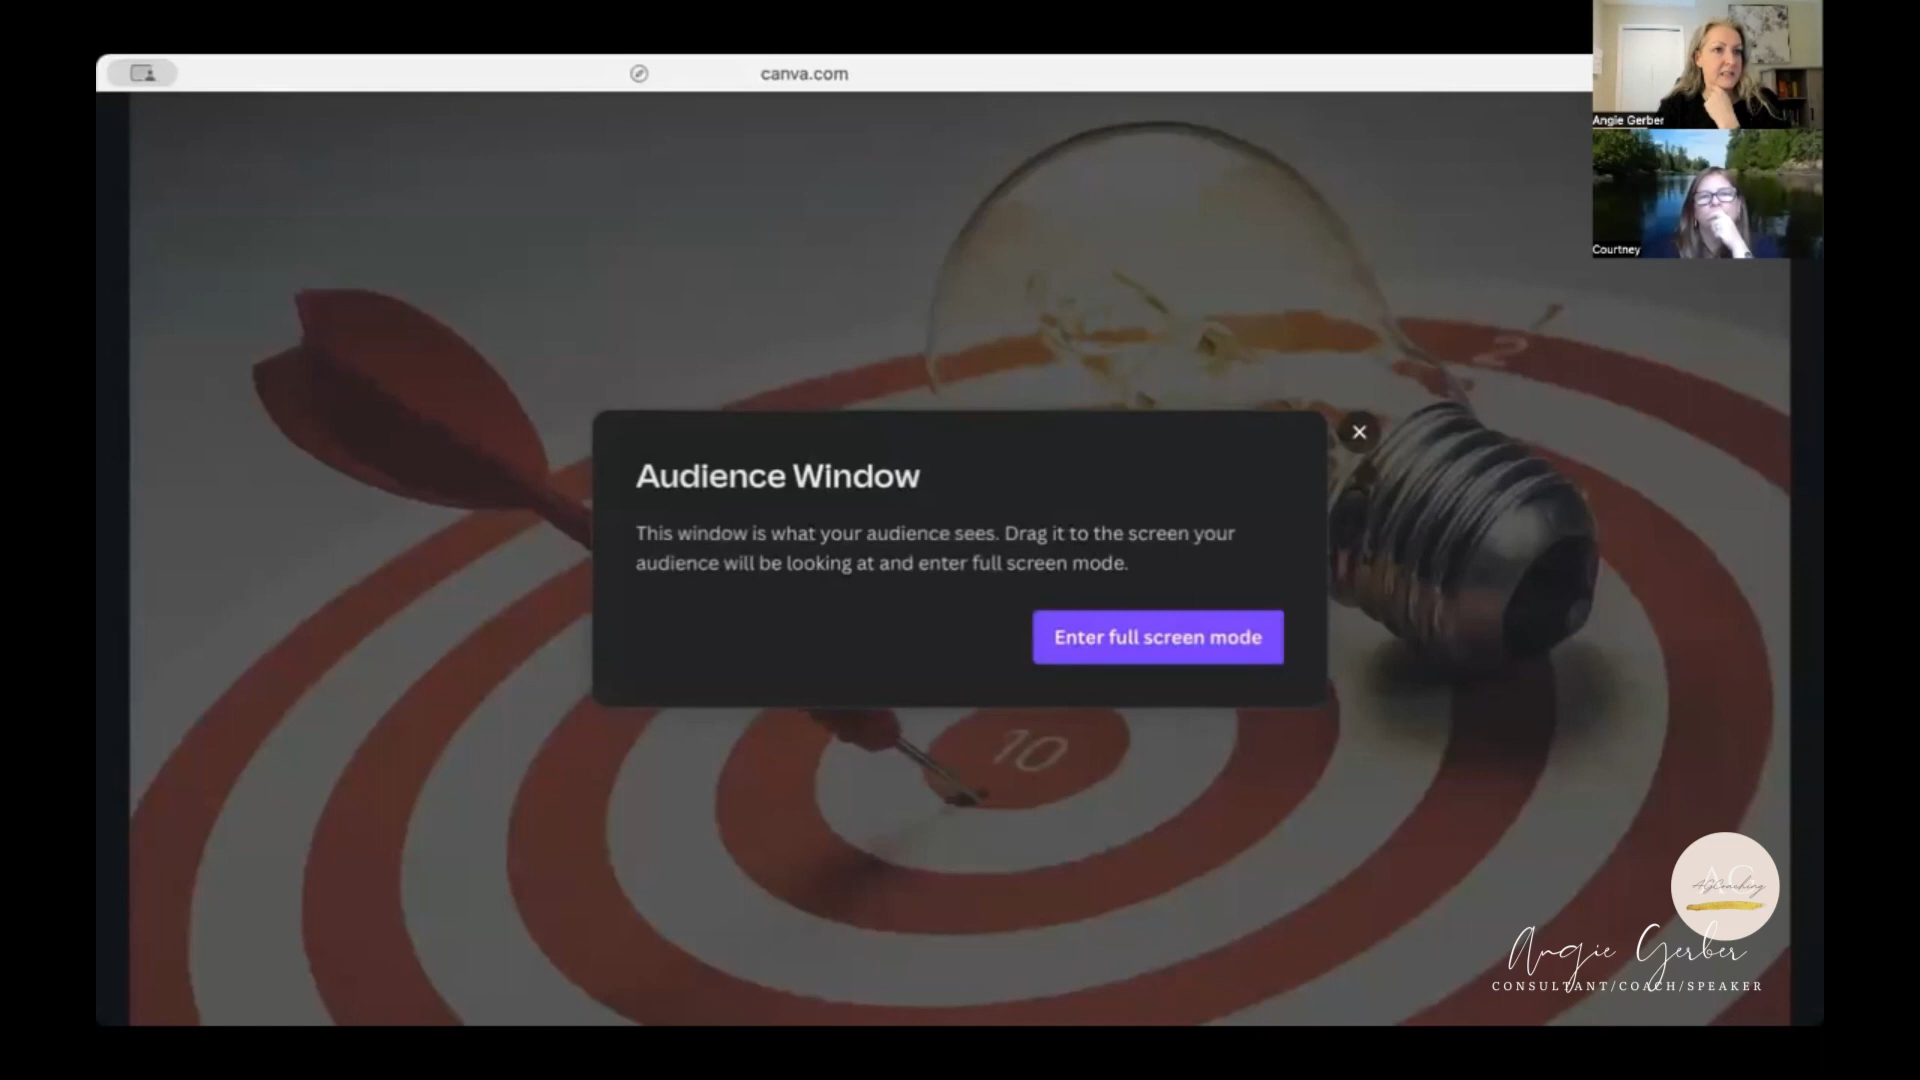 canva.com
Angie Gerber
Courtney
2
Audience Window
This window is what your audience sees. Drag it to the screen your
audience will be looking at and enter full screen mode.
Enter full screen mode
10
AG
AGCoaching
Angie Gerber
CONSULTANT/COACH/SPEAKER